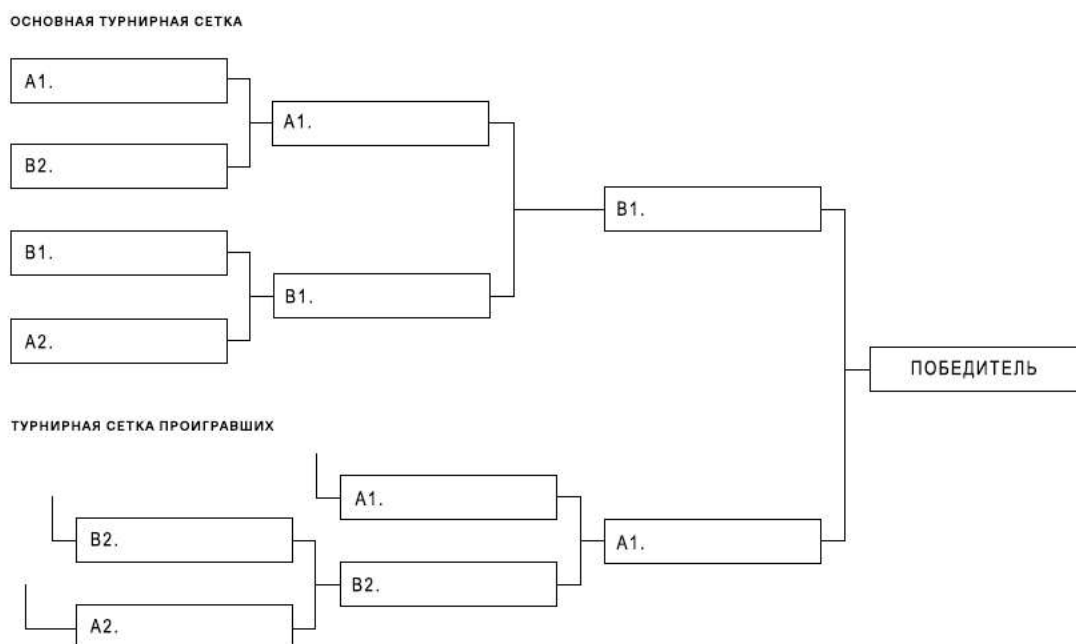 ОСНОВНАЯ ТУРНИРНАЯ СЕТКА
A1.
B2.
B1.
A2.
A1.
B1.
B1.
ПОБЕДИТЕЛЬ
ТУРНИРНАЯ СЕТКА ПРОИГРАВШИХ
B2.
A2.
A1.
B2.
A1.